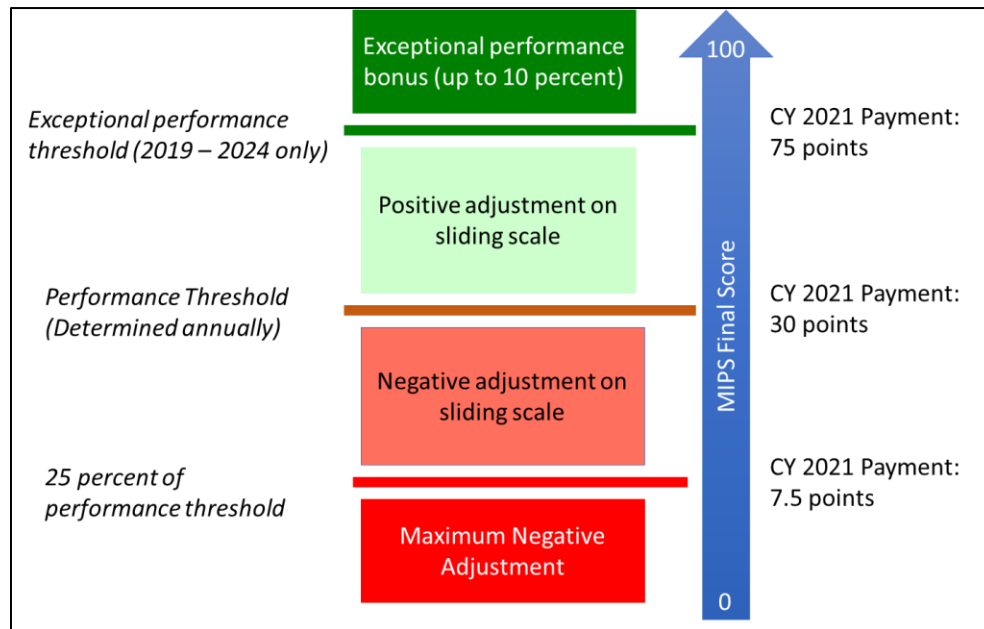 Exceptional performance
bonus (up to 10 percent)
100
Exceptional performance
threshold (2019 – 2024 only)
CY 2021 Payment:
75 points
Positive adjustment on
sliding scale
Performance Threshold
(Determined annually)
CY 2021 Payment:
30 points
MIPS Final Score
Negative adjustment on
sliding scale
25 percent of
performance threshold
CY 2021 Payment:
7.5 points
Maximum Negative
Adjustment
0